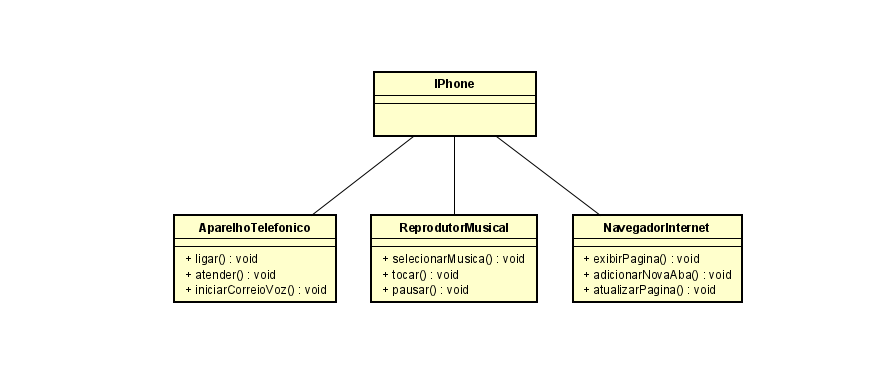 IPhone
AparelhoTelefonico
+ ligar() : void
+ atender() : void
+ iniciarCorreioVoz() : void
ReprodutorMusical
+ selecionarMusica() : void
+ tocar() : void
+ pausar() : void
NavegadorInternet
+ exibirPagina() : void
+ adicionarNovaAba() : void
+ atualizarPagina() : void